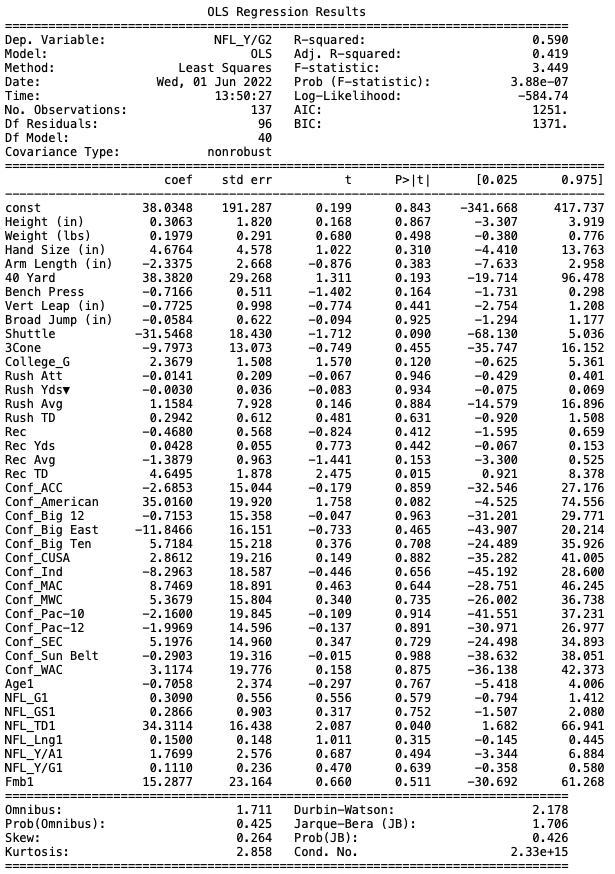 OLS Regression Results
==============================================================================
Dep. Variable: NFL_Y/G2 R-squared: 0.590
Model: OLS Adj. R-squared: 0.419
Method: Least Squares F-statistic: 3.449
Date: Wed, 01 Jun 2022 Prob (F-statistic): 3.88e-07
Time: 13:50:27 Log-Likelihood: -584.74
No. Observations: 137 AIC: 1251.
Df Residuals: 96 BIC: 1371.
Df Model: 40
Covariance Type: nonrobust
==============================================================================
coef std err t P>|t| [0.025 0.975]
------------------------------------------------------------------------------
const 38.0348 191.287 0.199 0.843 -341.668 417.737
Height (in) 0.3063 1.820 0.168 0.867 -3.307 3.919
Weight (lbs) 0.1979 0.291 0.680 0.498 -0.380 0.776
Hand Size (in) 4.6764 4.578 1.022 0.310 -4.410 13.763
Arm Length (in) -2.3375 2.668 -0.876 0.383 -7.633 2.958
40 Yard 38.3820 29.268 1.311 0.193 -19.714 96.478
Bench Press -0.7166 0.511 -1.402 0.164 -1.731 0.298
Vert Leap (in) -0.7725 0.998 -0.774 0.441 -2.754 1.208
Broad Jump (in) -0.0584 0.622 -0.094 0.925 -1.294 1.177
Shuttle -31.5468 18.430 -1.712 0.090 -68.130 5.036
3Cone -9.7973 13.073 -0.749 0.455 -35.747 16.152
College_G 2.3679 1.508 1.570 0.120 -0.625 5.361
Rush Att -0.0141 0.209 -0.067 0.946 -0.429 0.401
Rush Yds▼ -0.0030 0.036 -0.083 0.934 -0.075 0.069
Rush Avg 1.1584 7.928 0.146 0.884 -14.579 16.896
Rush TD 0.2942 0.612 0.481 0.631 -0.920 1.508
Rec -0.4680 0.568 -0.824 0.412 -1.595 0.659
Rec Yds 0.0428 0.055 0.773 0.442 -0.067 0.153
Rec Avg -1.3879 0.963 -1.441 0.153 -3.300 0.525
Rec TD 4.6495 1.878 2.475 0.015 0.921 8.378
Conf_ACC -2.6853 15.044 -0.179 0.859 -32.546 27.176
Conf_American 35.0160 19.920 1.758 0.082 -4.525 74.556
Conf_Big 12 -0.7153 15.358 -0.047 0.963 -31.201 29.771
Conf_Big East -11.8466 16.151 -0.733 0.465 -43.907 20.214
Conf_Big Ten 5.7184 15.218 0.376 0.708 -24.489 35.926
Conf_CUSA 2.8612 19.216 0.149 0.882 -35.282 41.005
Conf_Ind -8.2963 18.587 -0.446 0.656 -45.192 28.600
Conf_MAC 8.7469 18.891 0.463 0.644 -28.751 46.245
Conf_MWC 5.3679 15.804 0.340 0.735 -26.002 36.738
Conf_Pac-10 -2.1600 19.845 -0.109 0.914 -41.551 37.231
Conf_Pac-12 -1.9969 14.596 -0.137 0.891 -30.971 26.977
Conf_SEC 5.1976 14.960 0.347 0.729 -24.498 34.893
Conf_Sun Belt -0.2903 19.316 -0.015 0.988 -38.632 38.051
Conf_WAC 3.1174 19.776 0.158 0.875 -36.138 42.373
Age1 -0.7058 2.374 -0.297 0.767 -5.418 4.006
NFL_G1 0.3090 0.556 0.556 0.579 -0.794 1.412
NFL_GS1 0.2866 0.903 0.317 0.752 -1.507 2.080
NFL_TD1 34.3114 16.438 2.087 0.040 1.682 66.941
NFL_Lng1 0.1500 0.148 1.011 0.315 -0.145 0.445
NFL_Y/A1 1.7699 2.576 0.687 0.494 -3.344 6.884
NFL_Y/G1 0.1110 0.236 0.470 0.639 -0.358 0.580
Fmb1 15.2877 23.164 0.660 0.511 -30.692 61.268
==============================================================================
Omnibus: 1.711 Durbin-Watson: 2.178
Prob(Omnibus): 0.425 Jarque-Bera (JB): 1.706
Skew: 0.264 Prob(JB): 0.426
Kurtosis: 2.858 Cond. No. 2.33e+15
==============================================================================